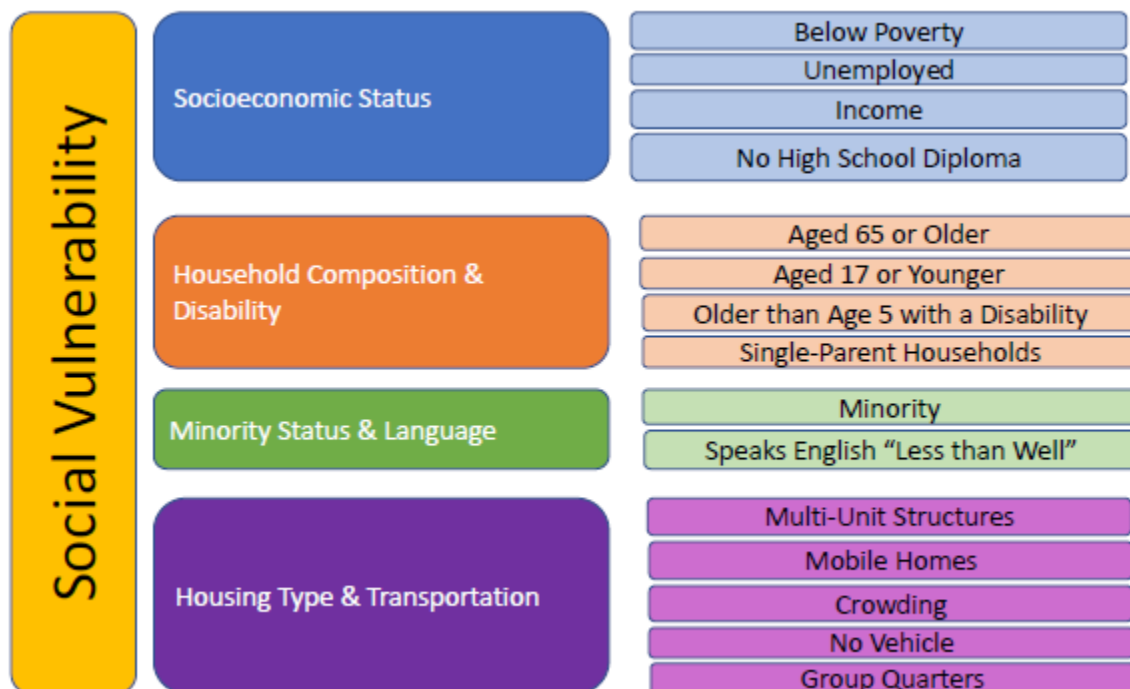 Social Vulnerability
Socioeconomic Status
Below Poverty
Unemployed
Income
No High School Diploma
Household Composition &
Disability
Aged 65 or Older
Aged 17 or Younger
Older than Age 5 with a Disability
Single-Parent Households
Minority Status & Language
Minority
Speaks English “Less than Well”
Housing Type & Transportation
Multi-Unit Structures
Mobile Homes
Crowding
No Vehicle
Group Quarters